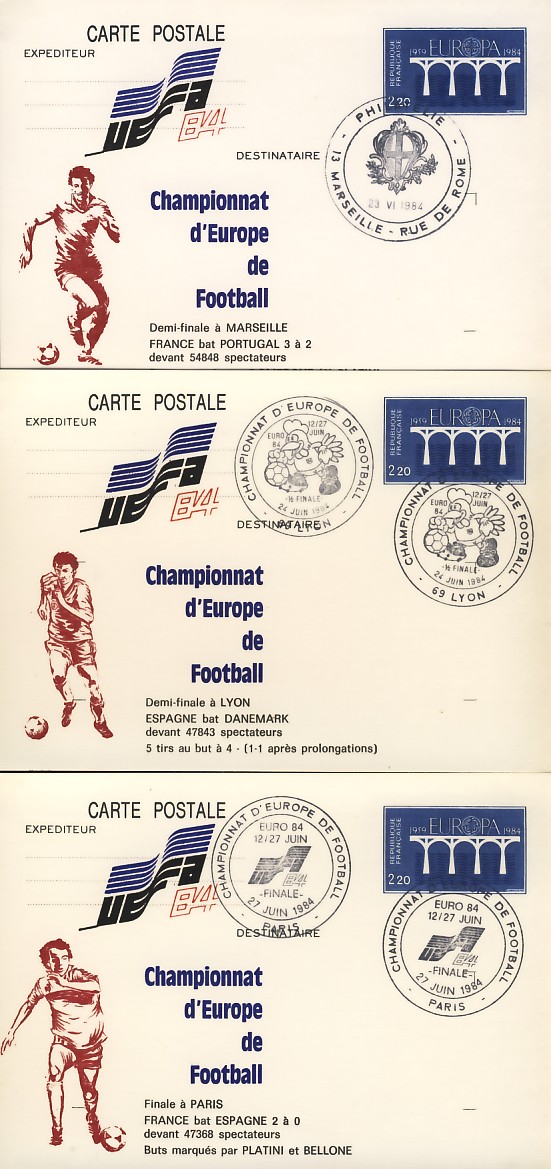 CARTE POSTALE
EXPEDITEUR
UEFA
EVAL
REPUBLIQUE FRANÇAISE
1959 EUROPA 1984
2,20
DESTINATAIRE
PHILATELIE
13 MARSEILLE - RUE DE ROME
23 VI 1984
Championnat
d'Europe
de
Football
Demi-finale à MARSEILLE
FRANCE bat PORTUGAL 3 à 2
devant 54848 spectateurs
CARTE POSTALE
EXPEDITEUR
UEFA
EVAL
CHAMPIONNAT D'EUROPE DE FOOTBALL
EURO 84
12/27 JUIN
-½ FINALE-
24 JUIN 1984
69 LYON
REPUBLIQUE FRANÇAISE
1959 EUROPA 1984
2,20
DESTINATAIRE
CHAMPIONNAT D'EUROPE DE FOOTBALL
EURO 84
12/27 JUIN
-½ FINALE-
24 JUIN 1984
- 69 LYON -
Championnat
d'Europe
de
Football
Demi-finale à LYON
ESPAGNE bat DANEMARK
devant 47843 spectateurs
5 tirs au but à 4 - (1-1 après prolongations)
CARTE POSTALE
EXPEDITEUR
UEFA
EVAL
CHAMPIONNAT D'EUROPE DE FOOTBALL
EURO 84
12/27 JUIN
-FINALE-
27 JUIN 1984
- PARIS -
REPUBLIQUE FRANÇAISE
1959 EUROPA 1984
2,20
DESTINATAIRE
CHAMPIONNAT D'EUROPE DE FOOTBALL
EURO 84
12/27 JUIN
-FINALE-
27 JUIN 1984
- PARIS -
Championnat
d'Europe
de
Football
Finale à PARIS
FRANCE bat ESPAGNE 2 à 0
devant 47368 spectateurs
Buts marqués par PLATINI et BELLONE